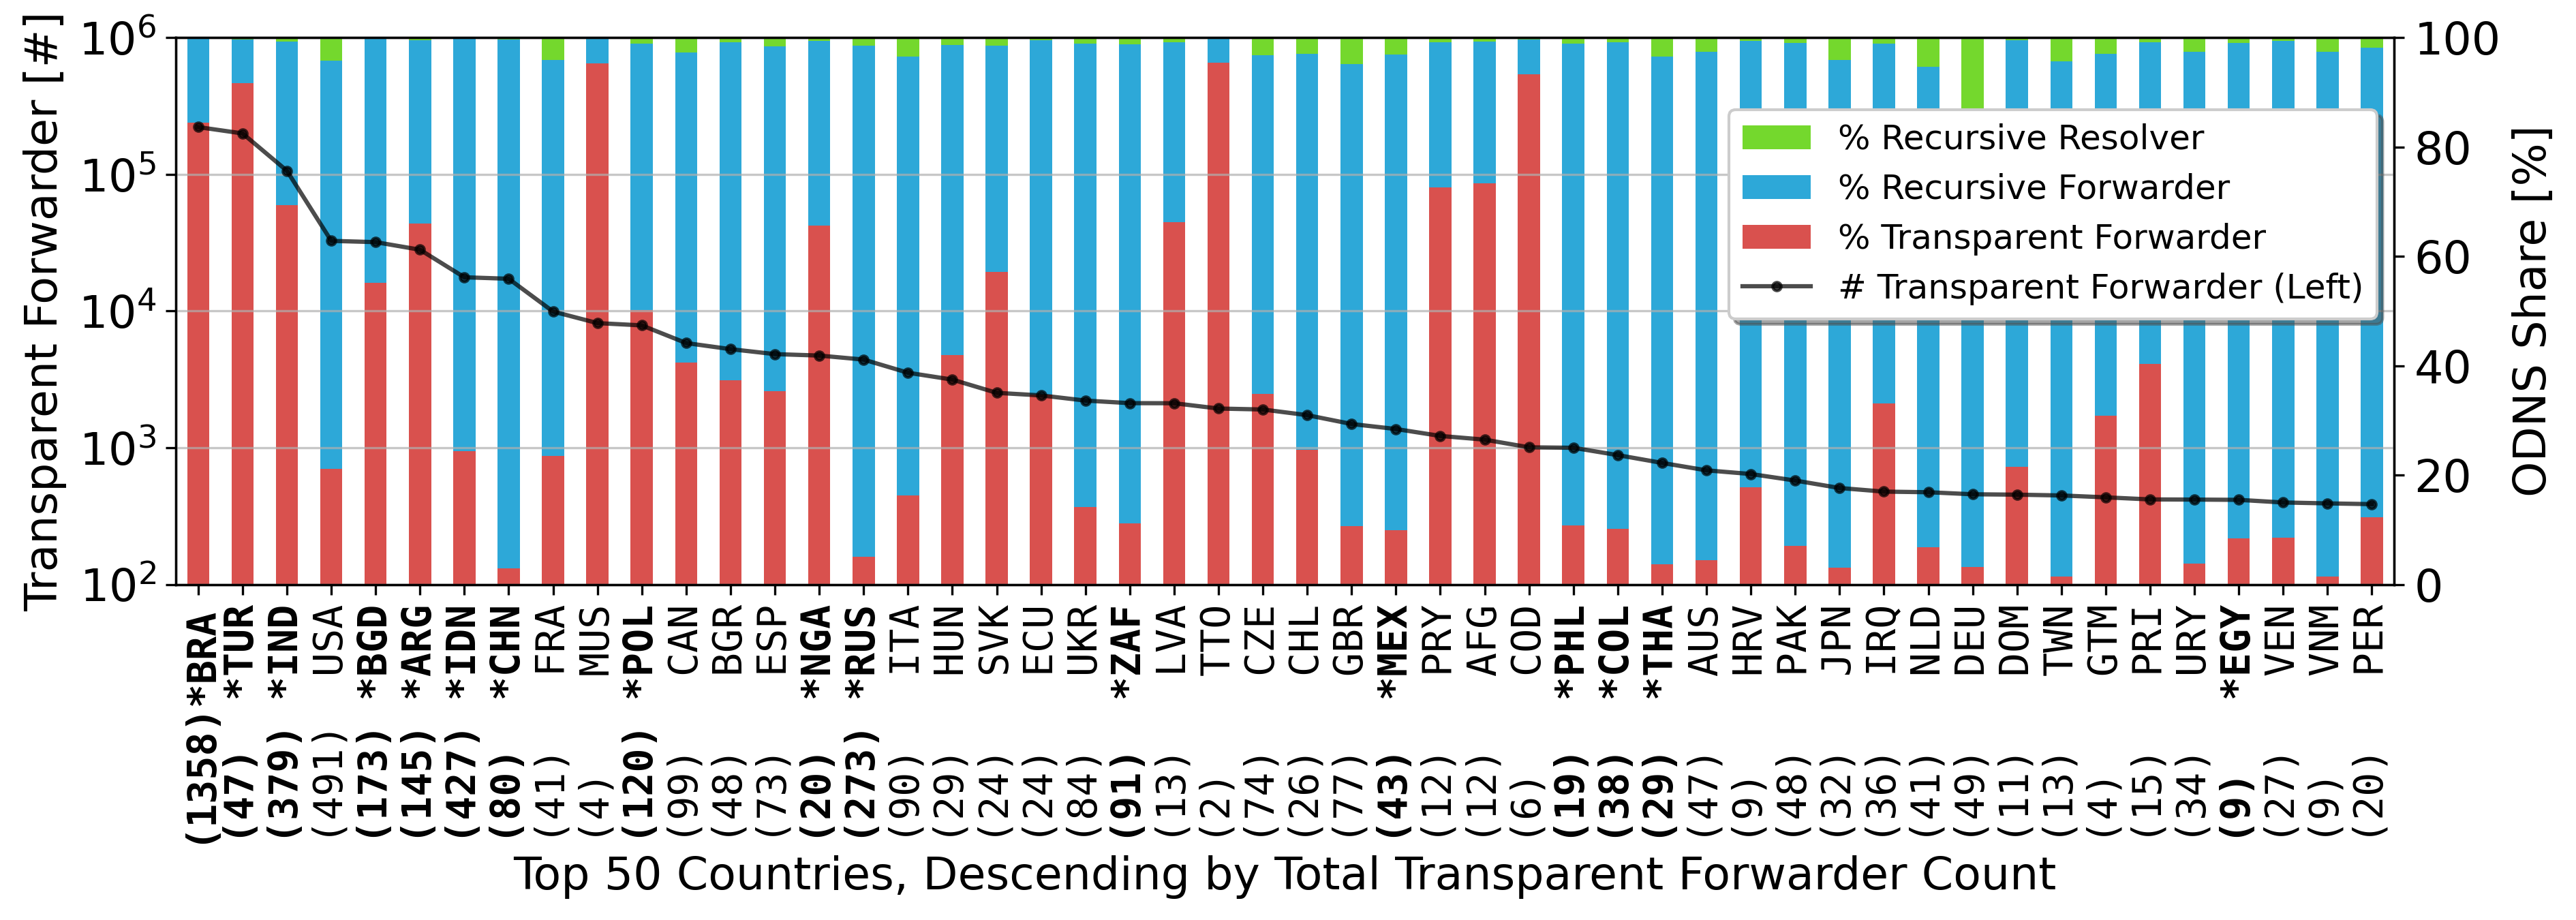 Transparent Forwarder [#]
10^6
10^5
10^4
10^3
10^2
100
80
60
40
20
0
ODNS Share [%]
% Recursive Resolver
% Recursive Forwarder
% Transparent Forwarder
# Transparent Forwarder (Left)
(1358)*BRA
(47) *TUR
(379) *IND
(491) USA
(173) *BGD
(145) *ARG
(427) *IDN
(80) *CHN
(41) FRA
(4) MUS
(120) *POL
(99) CAN
(48) BGR
(73) ESP
(20) *NGA
(273) *RUS
(90) ITA
(29) HUN
(24) SVK
(24) ECU
(84) UKR
(91) *ZAF
(13) LVA
(2) TTO
(74) CZE
(26) CHL
(77) GBR
(43) *MEX
(12) PRY
(12) AFG
(6) COD
(19) *PHL
(38) *COL
(29) *THA
(47) AUS
(9) HRV
(48) PAK
(32) JPN
(36) IRQ
(41) NLD
(49) DEU
(11) DOM
(13) TWN
(4) GTM
(15) PRI
(34) URY
(9) *EGY
(27) VEN
(9) VNM
(20) PER
Top 50 Countries, Descending by Total Transparent Forwarder Count